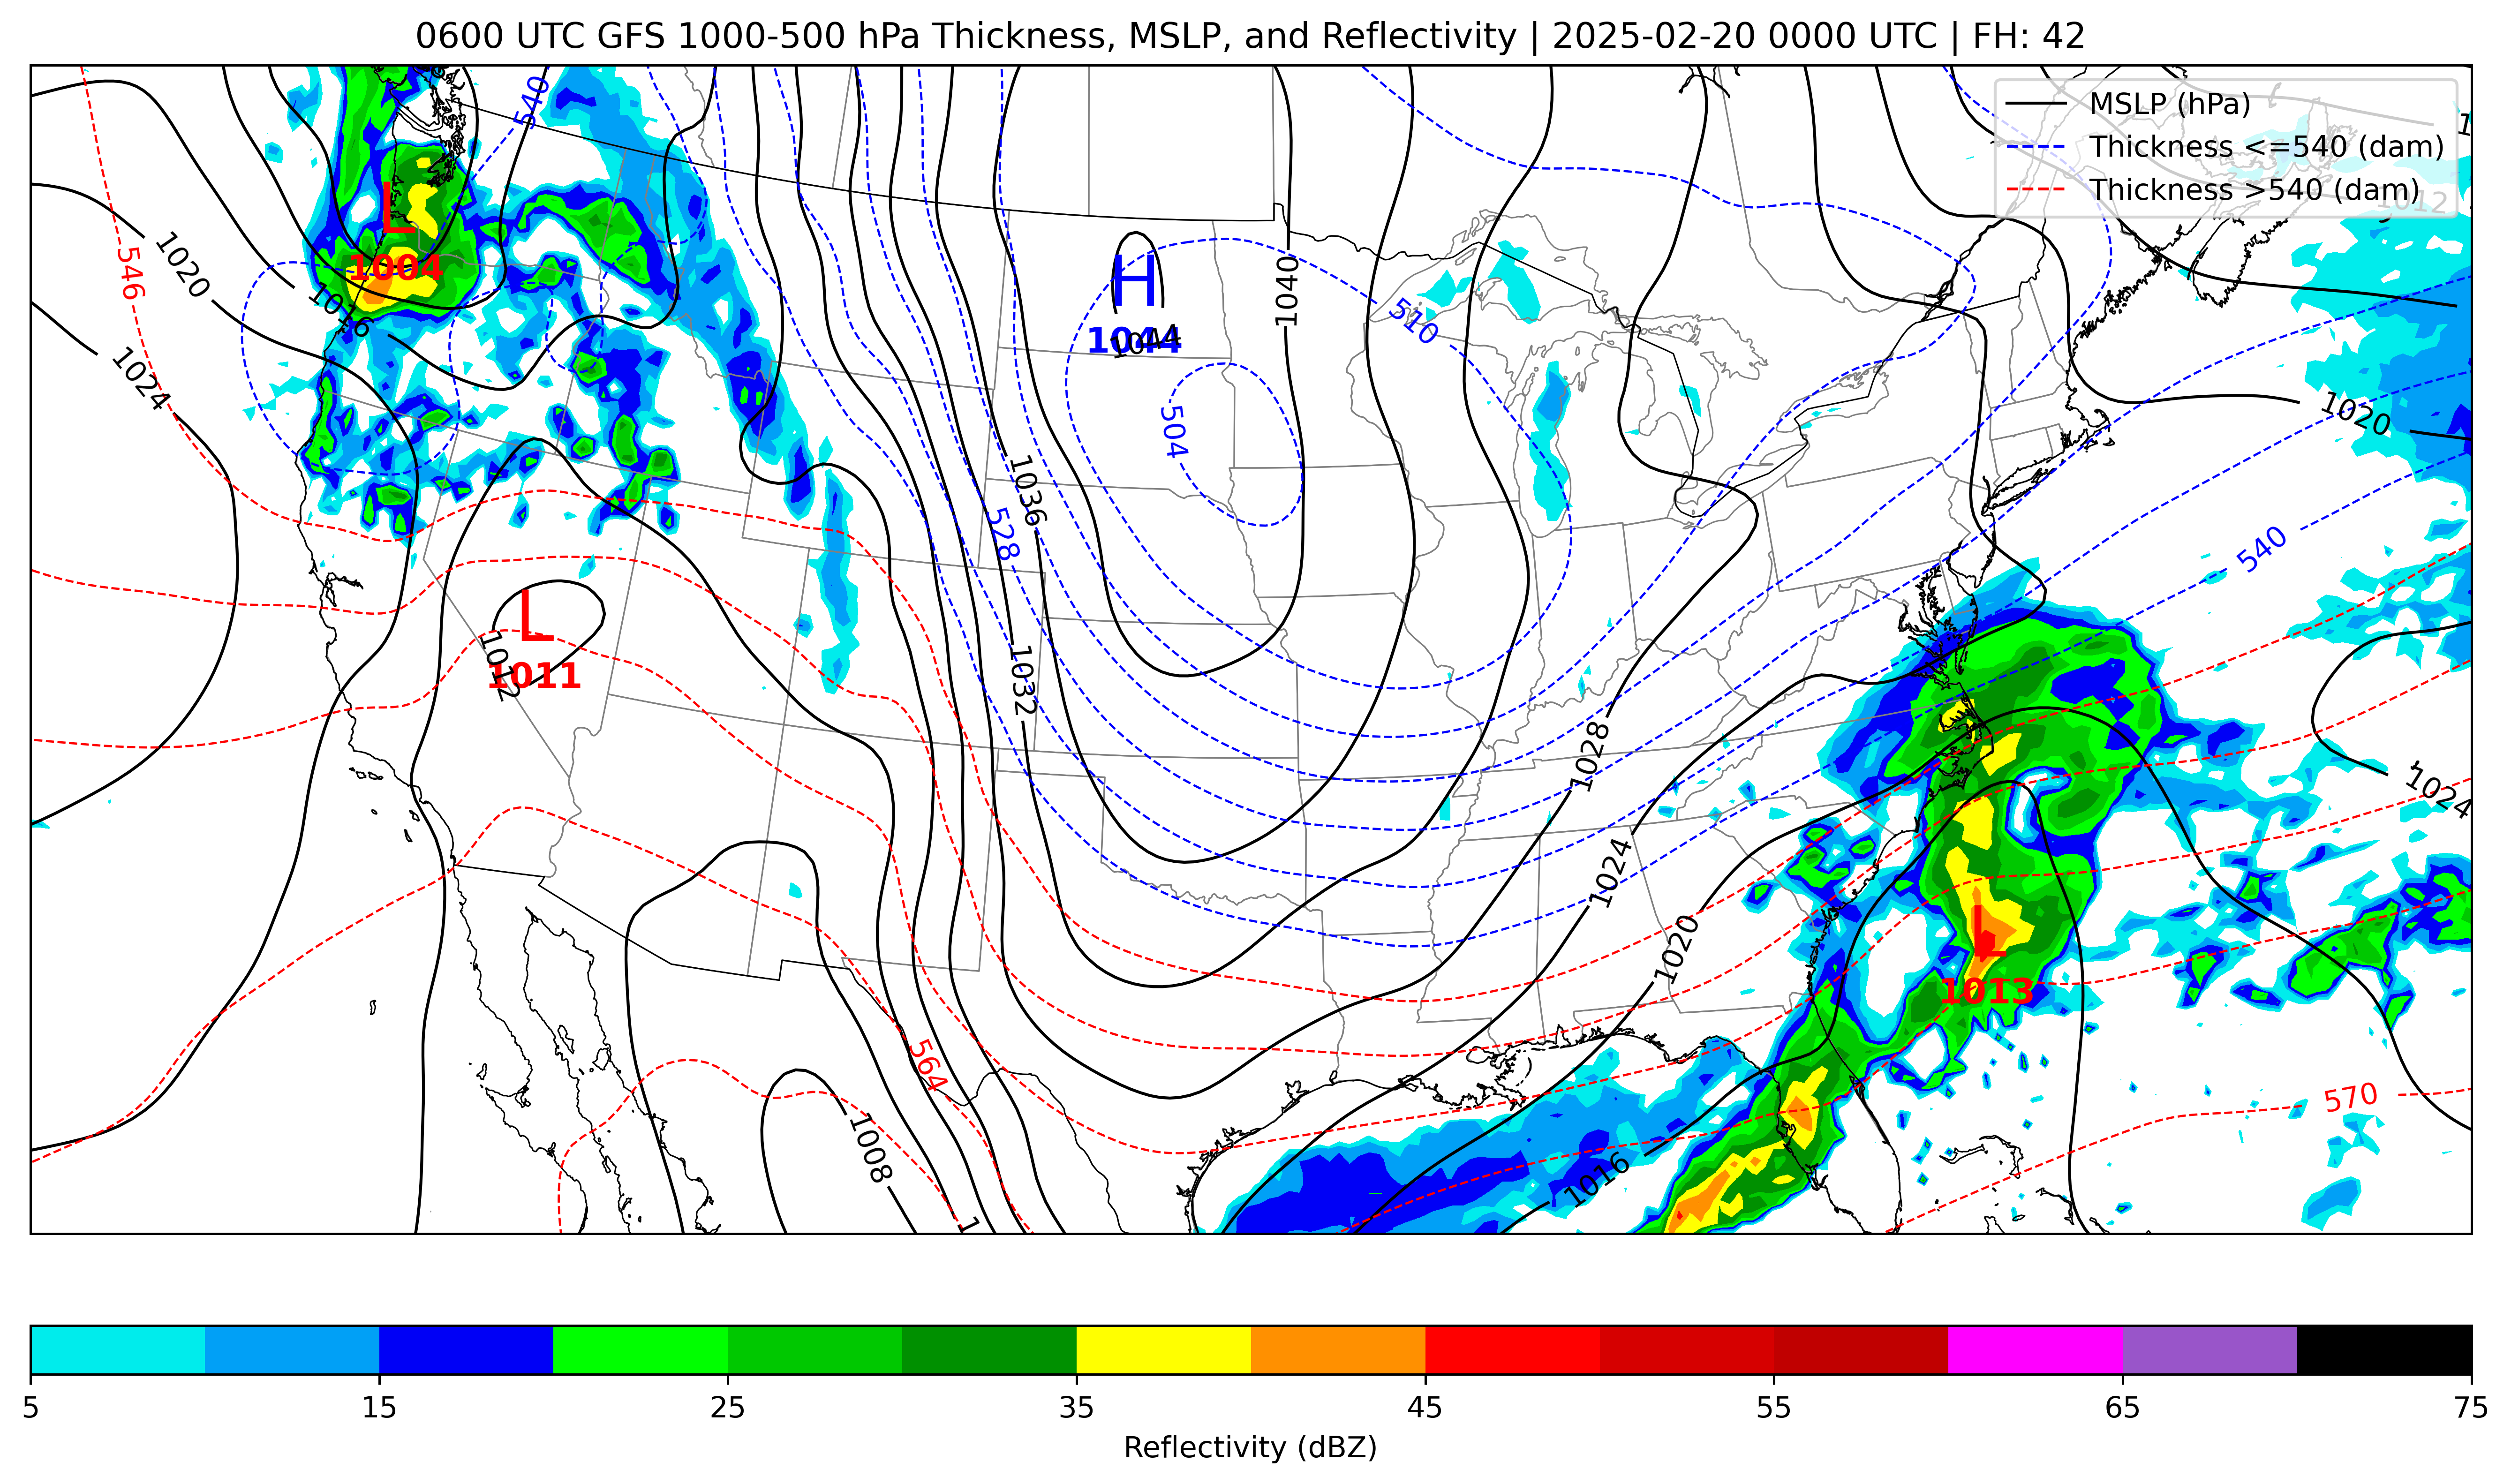 0600 UTC GFS 1000-500 hPa Thickness, MSLP, and Reflectivity | 2025-02-20 0000 UTC | FH: 42
MSLP (hPa)
Thickness <=540 (dam)
Thickness >540 (dam)
540
1012
L
1004
546
1020
1016
1024
H
1044
1044
1040
510
504
1020
1036
528
540
L
1011
1012
1032
1028
1024
1024
1020
L
1013
564
570
1008
1016
5 15 25 35 45 55 65 75
Reflectivity (dBZ)